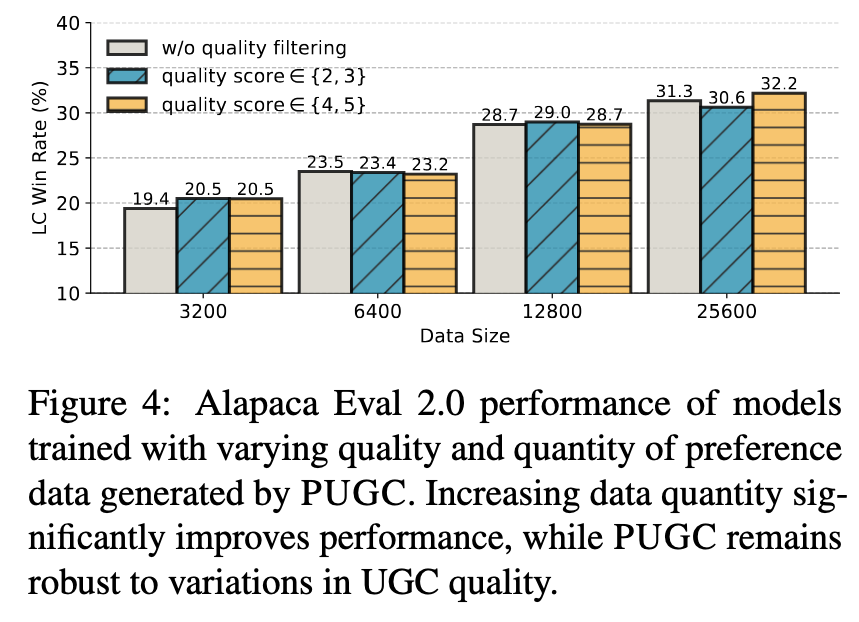 40
35
30
25
20
15
10
LC Win Rate (%)
w/o quality filtering
quality score ∈ {2, 3}
quality score ∈ {4, 5}
19.4 20.5 20.5
23.5 23.4 23.2
28.7 29.0 28.7
31.3 30.6 32.2
3200 6400 12800 25600
Data Size
Figure 4: Alapaca Eval 2.0 performance of models
trained with varying quality and quantity of preference
data generated by PUGC. Increasing data quantity sig-
nificantly improves performance, while PUGC remains
robust to variations in UGC quality.